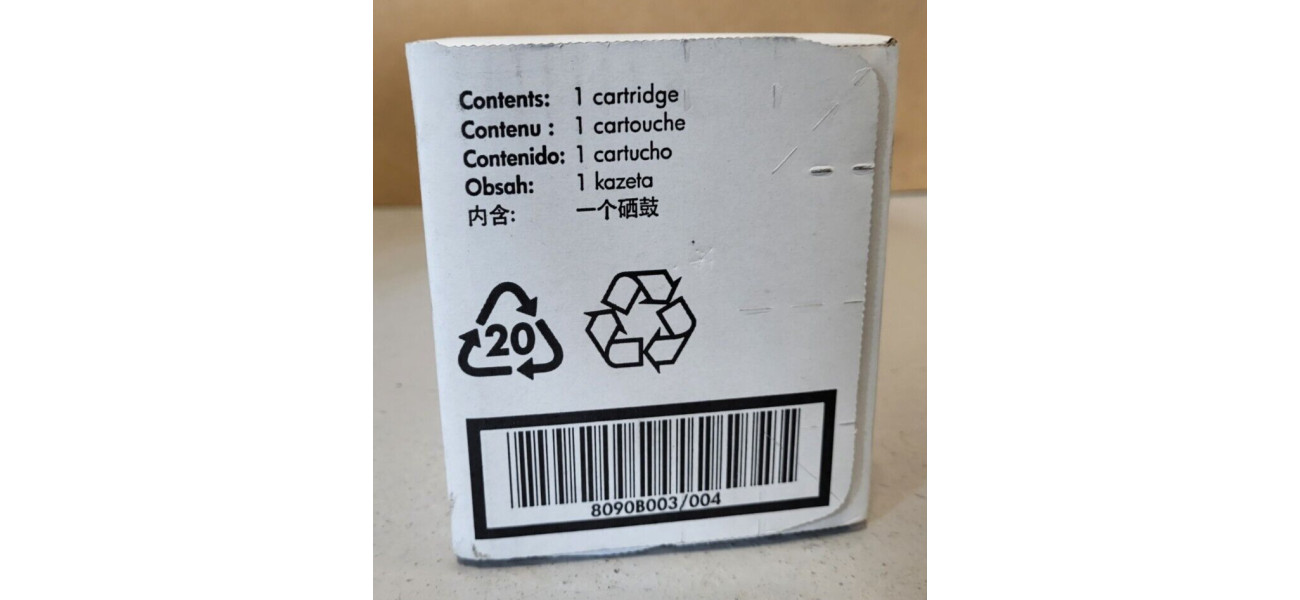 Contents: 1 cartridge
Contenu : 1 cartouche
Contenido: 1 cartucho
Obsah: 1 kazeta
内含: 一个硒鼓
20
8090B003/004